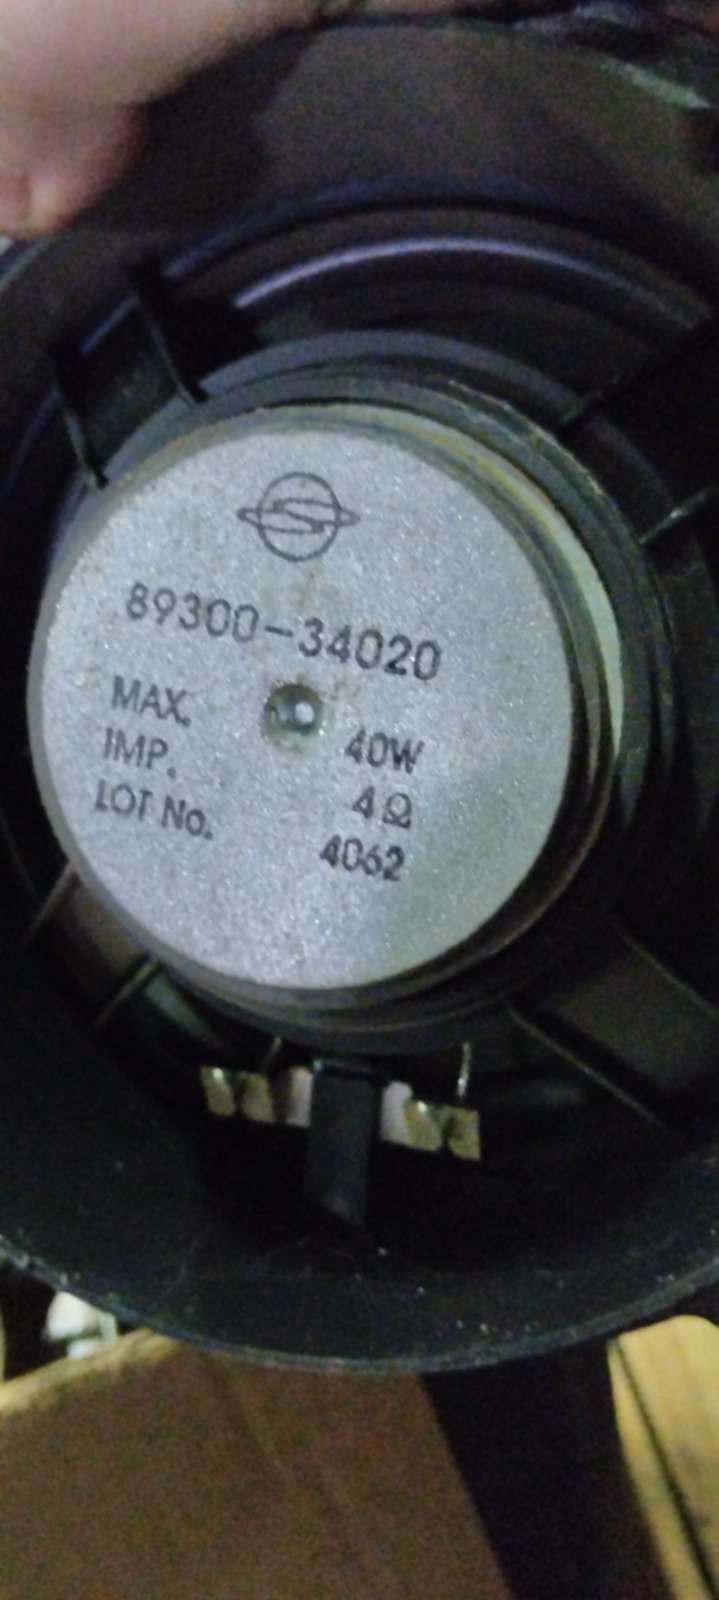 89300-34020
MAX. 40W
IMP. 4Ω
LOT No. 4062